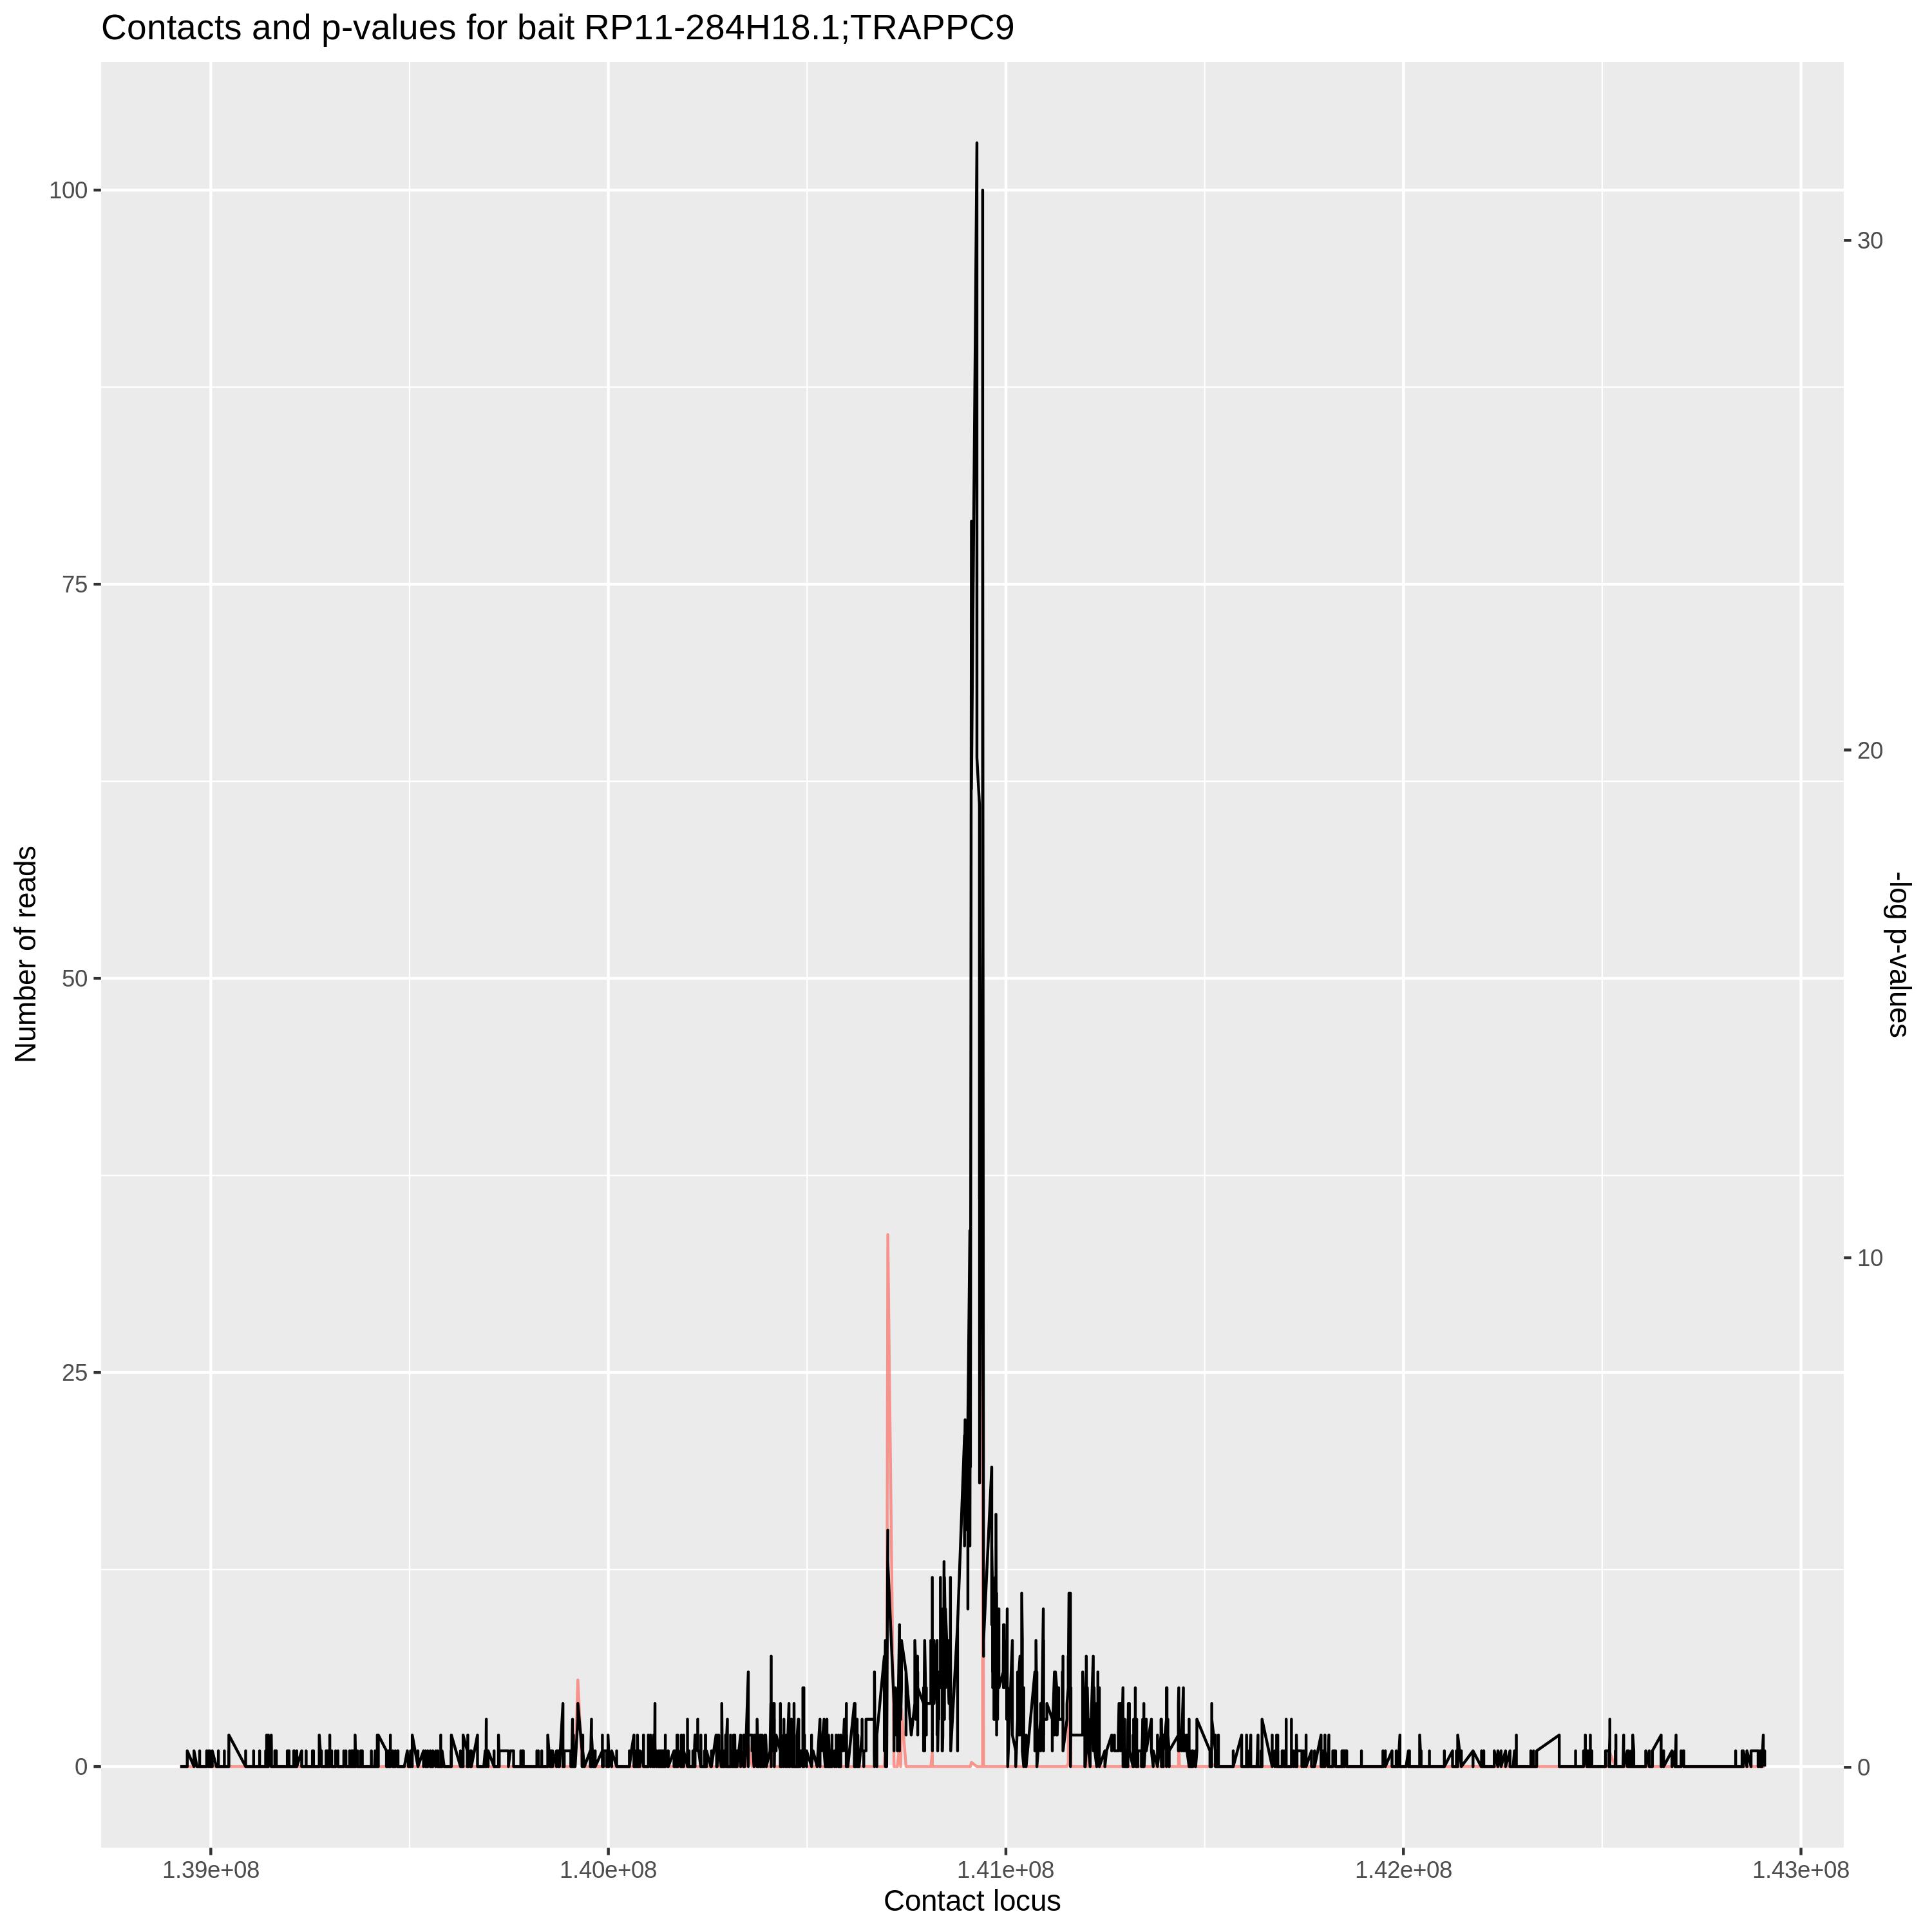 Contacts and p-values for bait RP11-284H18.1;TRAPPC9
100
75
50
25
0
Number of reads
30
20
10
0
-log p-values
1.39e+08 1.40e+08 1.41e+08 1.42e+08 1.43e+08
Contact locus